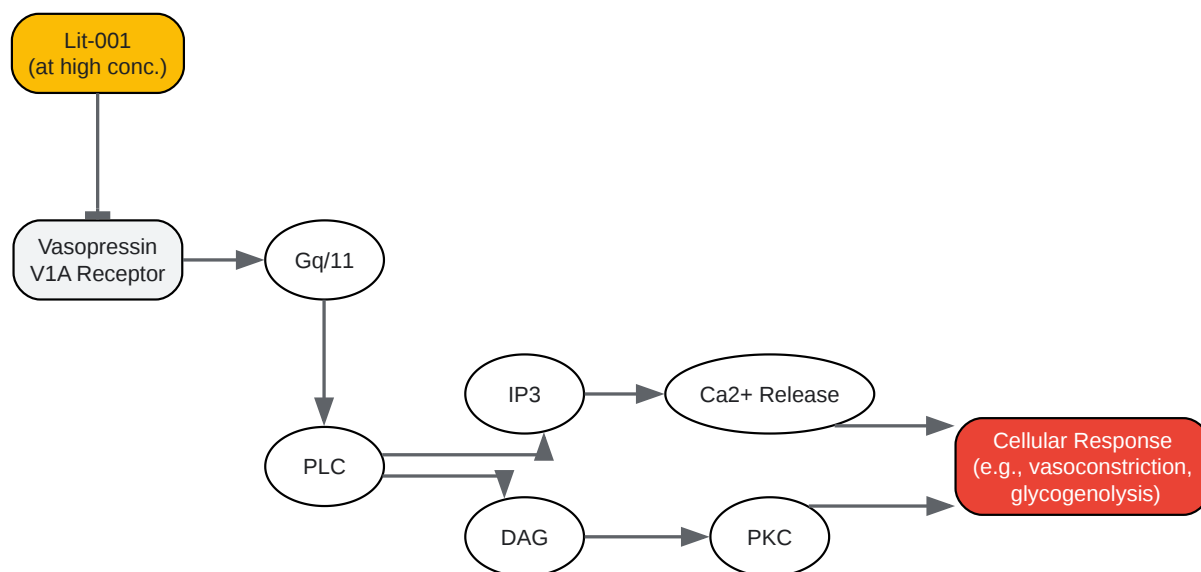 Lit-001
(at high conc.)
Vasopressin
V1A Receptor
Gq/11
IP3
Ca2+ Release
PLC
Cellular Response
(e.g., vasoconstriction,
glycogenolysis)
DAG
PKC